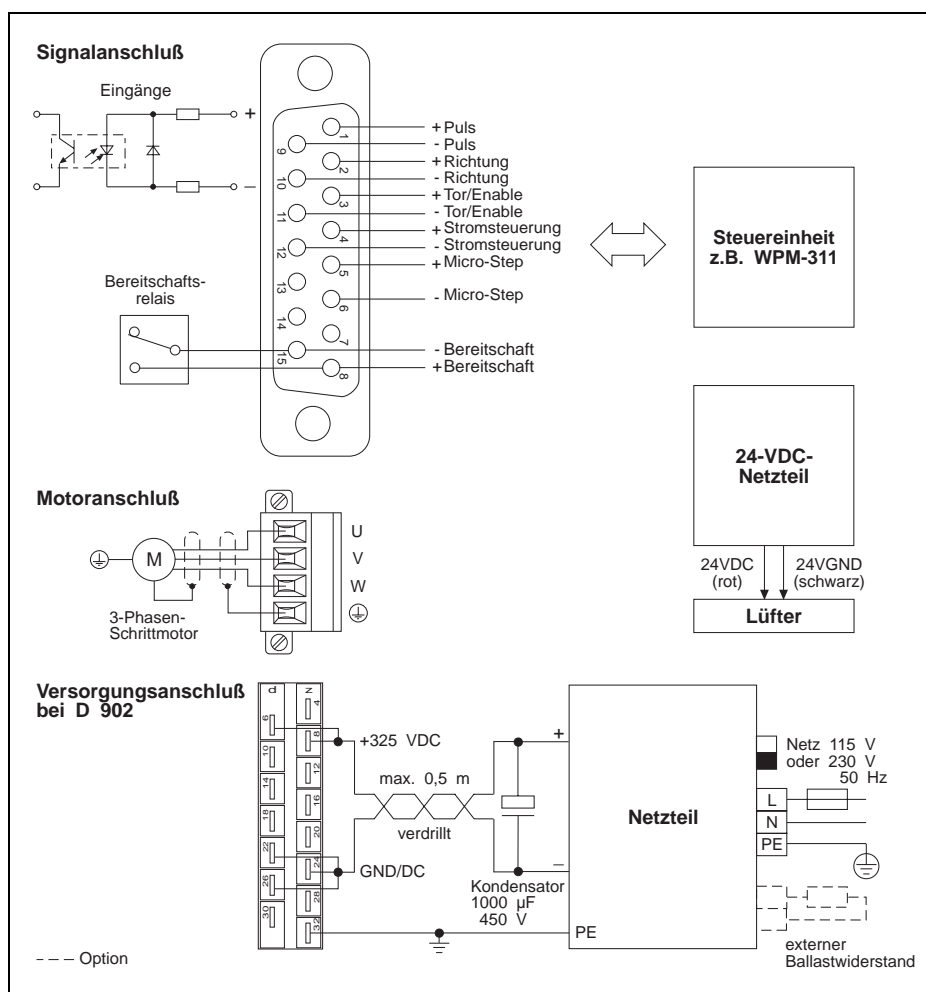 Signalanschluß
Eingänge
+
–
1
2
3
4
5
6
7
8
9
10
11
12
13
14
15
+ Puls
- Puls
+ Richtung
- Richtung
+ Tor/Enable
- Tor/Enable
+ Stromsteuerung
- Stromsteuerung
+ Micro-Step
- Micro-Step
- Bereitschaft
+ Bereitschaft
Bereitschafts-
relais
Steuereinheit
z.B. WPM-311
24-VDC-
Netzteil
24VDC
(rot)
24VGND
(schwarz)
Lüfter
Motoranschluß
M
3-Phasen-
Schrittmotor
U
V
W
Versorgungsanschluß
bei D 902
d
z
6
10
14
18
22
26
30
4
8
12
16
20
24
28
32
+325 VDC
max. 0,5 m
verdrillt
GND/DC
+
–
Kondensator
1000 µF
450 V
PE
Netzteil
Netz 115 V
oder 230 V
50 Hz
L
N
PE
externer
Ballastwiderstand
- - - Option